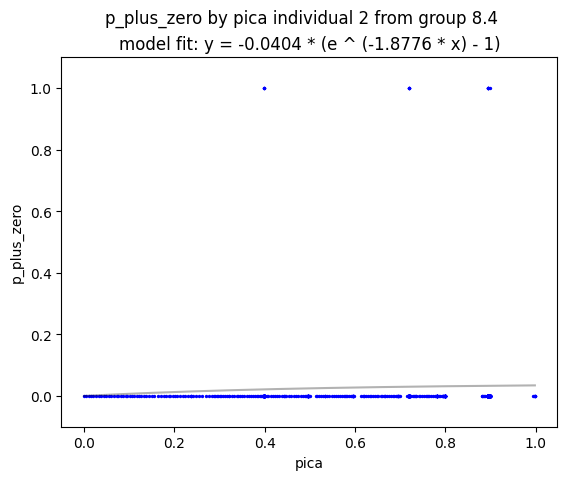 p_plus_zero by pica individual 2 from group 8.4
model fit: y = -0.0404 * (e ^ (-1.8776 * x) - 1)
1.0
0.8
0.6
0.4
0.2
0.0
p_plus_zero
0.0 0.2 0.4 0.6 0.8 1.0
pica